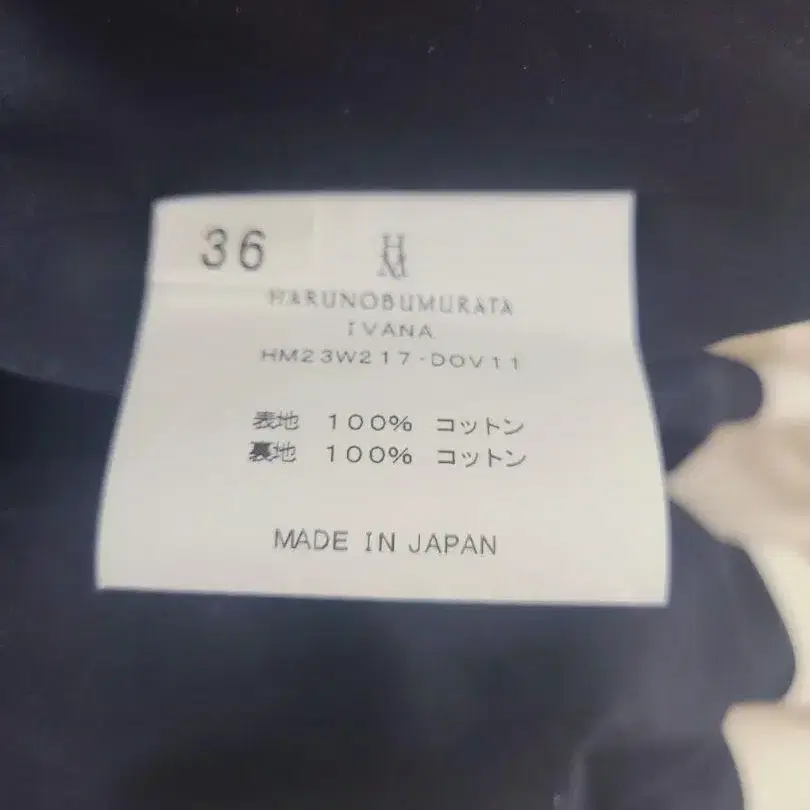 36
HM
HARUNOBUMURATA
IVANA
HM23W217-DOV11
表地 100% コットン
裏地 100% コットン
MADE IN JAPAN